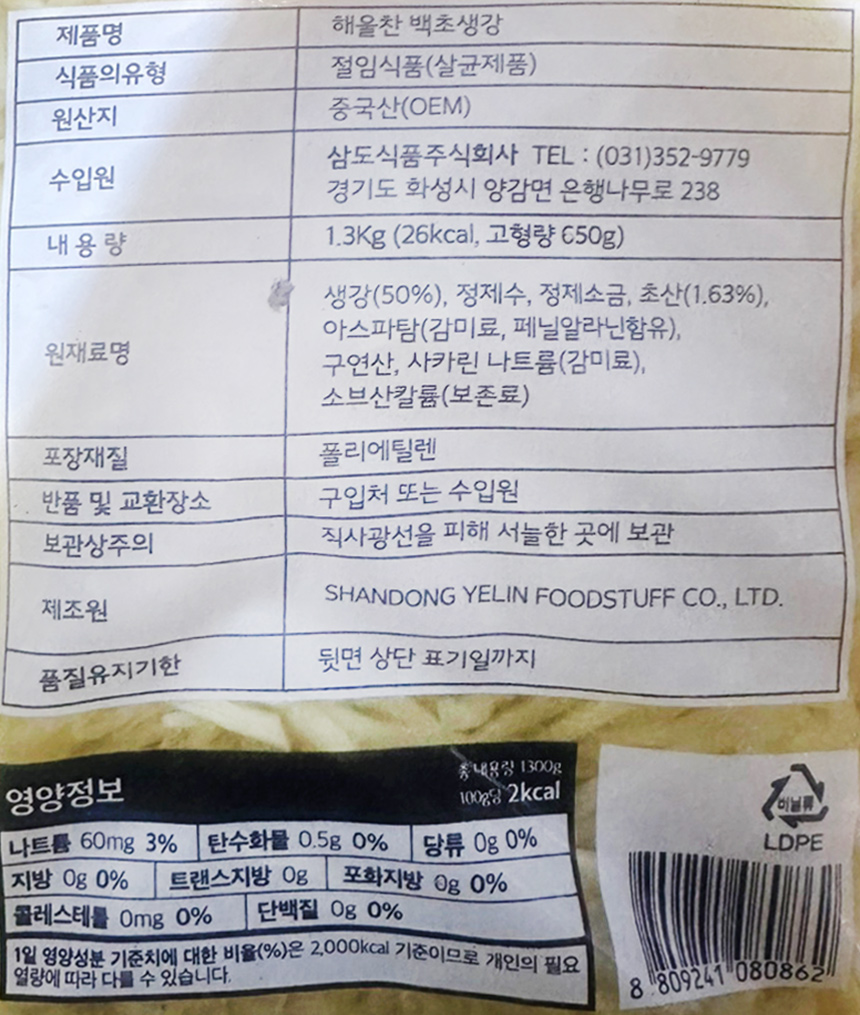 제품명 해울찬 백초생강
식품의유형 절임식품(살균제품)
원산지 중국산(OEM)
수입원 삼도식품주식회사 TEL : (031)352-9779
경기도 화성시 양감면 은행나무로 238
내 용 량 1.3Kg (26kcal, 고형량 650g)
원재료명 생강(50%), 정제수, 정제소금, 초산(1.63%),
아스파탐(감미료, 페닐알라닌함유),
구연산, 사카린 나트륨(감미료),
소브산칼륨(보존료)
포장재질 폴리에틸렌
반품 및 교환장소 구입처 또는 수입원
보관상주의 직사광선을 피해 서늘한 곳에 보관
제조원 SHANDONG YELIN FOODSTUFF CO., LTD.
품질유지기한 뒷면 상단 표기일까지
영양정보 총 내용량 1300g
100g당 2kcal
나트륨 60mg 3% 탄수화물 0.5g 0% 당류 0g 0%
지방 0g 0% 트랜스지방 0g 포화지방 0g 0%
콜레스테롤 0mg 0% 단백질 0g 0%
1일 영양성분 기준치에 대한 비율(%)은 2,000kcal 기준이므로 개인의 필요
열량에 따라 다를 수 있습니다.
비닐류
LDPE
8 809241 080862